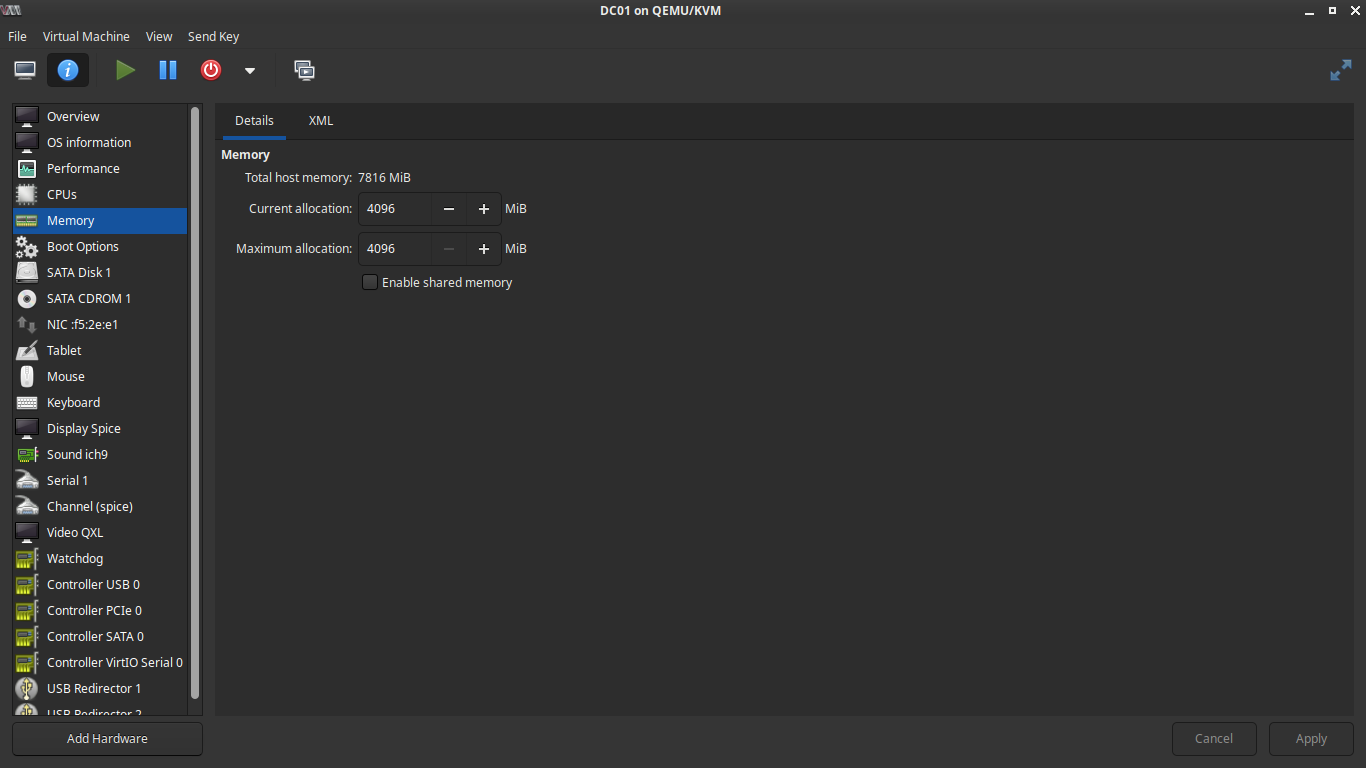 DC01 on QEMU/KVM
File Virtual Machine View Send Key
Overview
OS information
Performance
CPUs
Memory
Boot Options
SATA Disk 1
SATA CDROM 1
NIC :f5:2e:e1
Tablet
Mouse
Keyboard
Display Spice
Sound ich9
Serial 1
Channel (spice)
Video QXL
Watchdog
Controller USB 0
Controller PCIe 0
Controller SATA 0
Controller VirtIO Serial 0
USB Redirector 1
USB Redirector 2
Add Hardware
Details XML
Memory
Total host memory: 7816 MiB
Current allocation: 4096 MiB
Maximum allocation: 4096 MiB
Enable shared memory
Cancel Apply